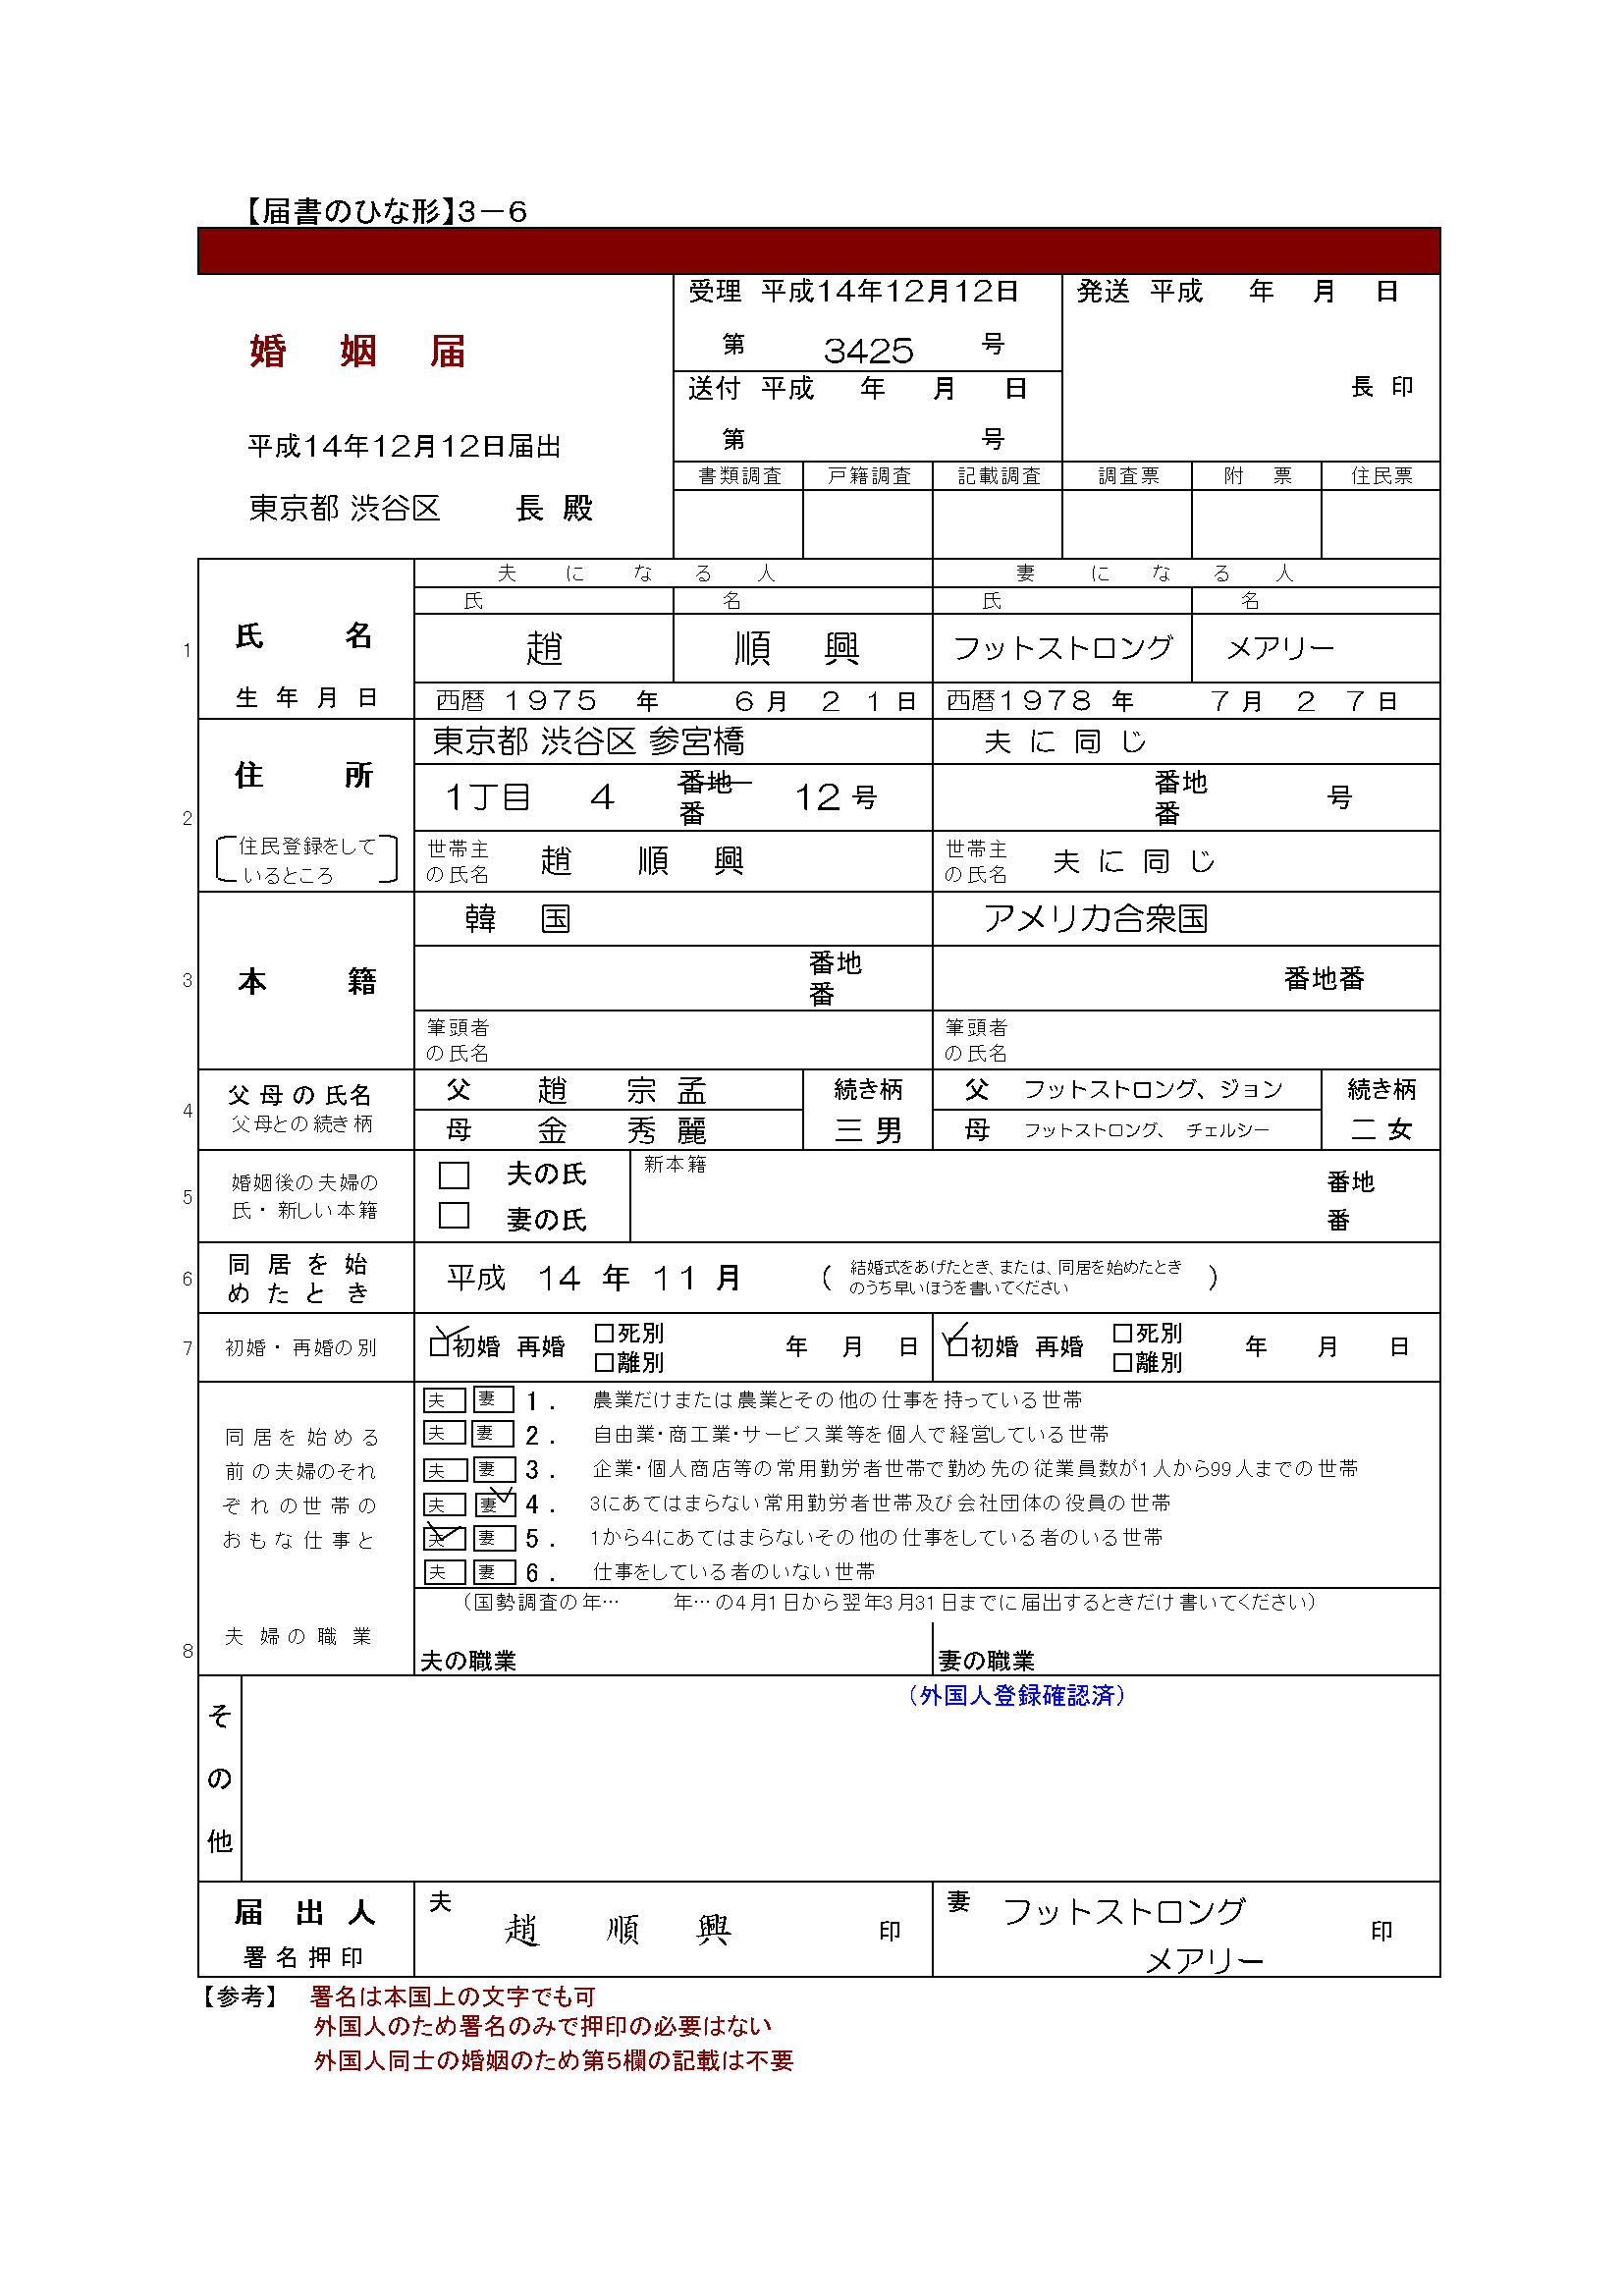 【届書のひな形】3－6
婚姻届
平成14年12月12日届出
東京都 渋谷区 長 殿
受理 平成14年12月12日
第 3425 号
送付 平成 年 月 日
第 号
発送 平成 年 月 日
長 印
書類調査 戸籍調査 記載調査 調査票 附 票 住民票
1
氏 名
生 年 月 日
夫 に な る 人 妻 に な る 人
氏 名 氏 名
趙 順 興 フットストロング メアリー
西暦 1975 年 6月 21日 西暦1978 年 7月 27日
2
住 所
住民登録をして
いるところ
東京都 渋谷区 参宮橋 夫 に 同 じ
1丁目 4 番地 12 号 番地 号
番 番
世帯主 趙 順 興 世帯主 夫 に 同 じ
の氏名 の氏名
3
本 籍
韓 国 アメリカ合衆国
番地 番地番
番
筆頭者 筆頭者
の氏名 の氏名
4
父母の氏名
父母との続き柄
父 趙 宗 孟 続き柄 父 フットストロング、ジョン 続き柄
母 金 秀 麗 三 男 母 フットストロング、 チェルシー 二 女
5
婚姻後の夫婦の
氏・新しい本籍
夫の氏 新本籍 番地
妻の氏 番
6
同 居 を 始
め た と き
平成 14 年 11 月 ( 結婚式をあげたとき、または、同居を始めたとき
のうち早いほうを書いてください )
7
初婚・再婚の別
□初婚 再婚 □死別 年 月 日 □初婚 再婚 □死別 年 月 日
□離別 □離別
8
同居を始める
前の夫婦のそれ
ぞれの世帯の
おもな仕事と
夫 妻 1. 農業だけまたは農業とその他の仕事を持っている世帯
夫 妻 2. 自由業・商工業・サービス業等を個人で経営している世帯
夫 妻 3. 企業・個人商店等の常用勤労者世帯で勤め先の従業員数が1人から99人までの世帯
夫 妻 4. 3にあてはまらない常用勤労者世帯及び会社団体の役員の世帯
夫 妻 5. 1から4にあてはまらないその他の仕事をしている者のいる世帯
夫 妻 6. 仕事をしている者のいない世帯
夫婦の職業
（国勢調査の年… 年…の4月1日から翌年3月31日までに届出するときだけ書いてください）
夫の職業 妻の職業
そ
の
他
（外国人登録確認済）
届 出 人
署名押印
夫 趙 順 興 印
妻 フットストロング
メアリー 印
【参考】 署名は本国上の文字でも可
外国人のため署名のみで押印の必要はない
外国人同士の婚姻のため第5欄の記載は不要